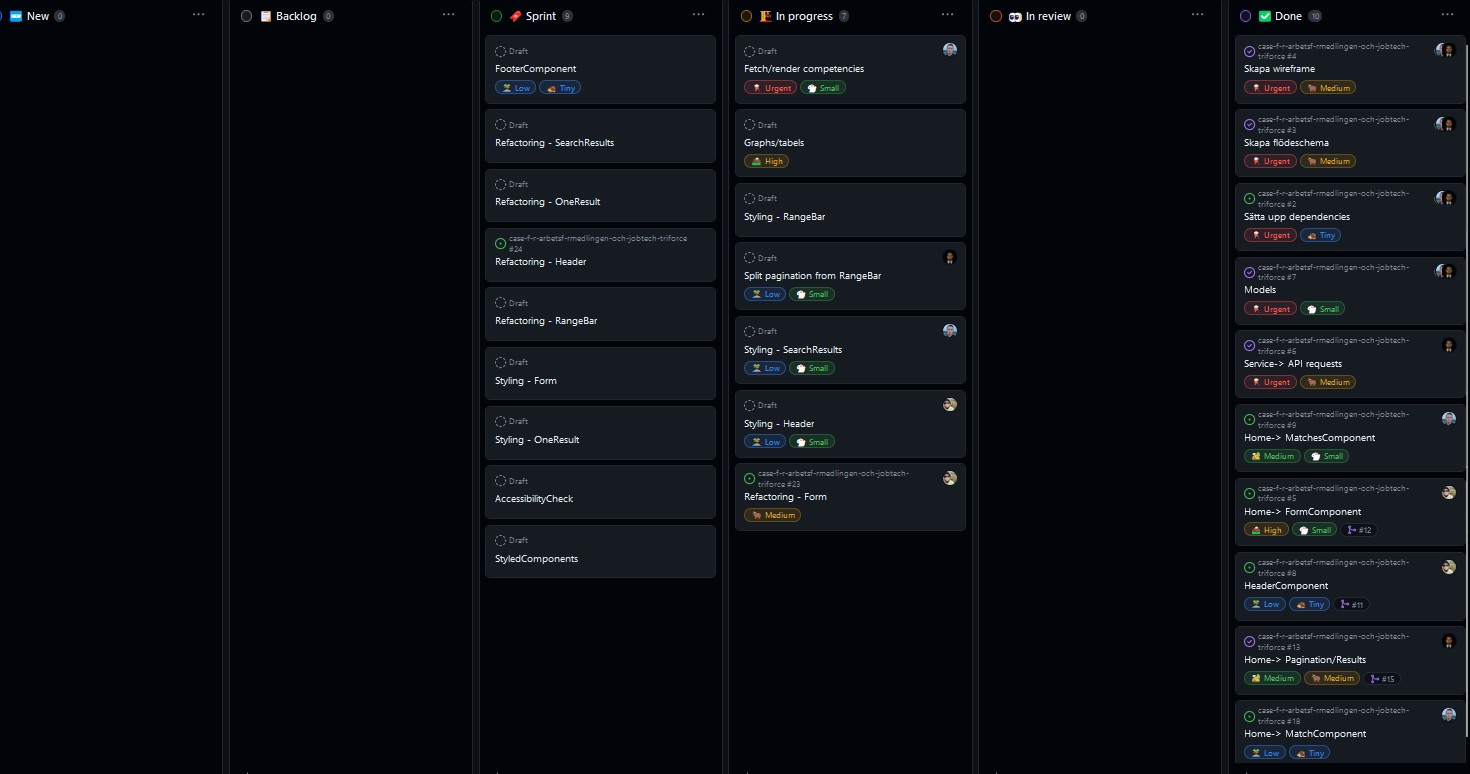 New 0
Backlog 0
Sprint 9
Draft
FooterComponent
Low Tiny
Draft
Refactoring - SearchResults
Draft
Refactoring - OneResult
case-f-r-arbetsf-rmedlingen-och-jobtech-triforce
#24
Refactoring - Header
Draft
Refactoring - RangeBar
Draft
Styling - Form
Draft
Styling - OneResult
Draft
AccessibilityCheck
Draft
StyledComponents
In progress 7
Draft
Fetch/render competencies
Urgent Small
Draft
Graphs/tabels
High
Draft
Styling - RangeBar
Draft
Split pagination from RangeBar
Low Small
Draft
Styling - SearchResults
Low Small
Draft
Styling - Header
Low Small
case-f-r-arbetsf-rmedlingen-och-jobtech-
triforce #23
Refactoring - Form
Medium
In review 0
Done 10
case-f-r-arbetsf-rmedlingen-och-jobtech-
triforce #4
Skapa wireframe
Urgent Medium
case-f-r-arbetsf-rmedlingen-och-jobtech-
triforce #3
Skapa flödeschema
Urgent Medium
case-f-r-arbetsf-rmedlingen-och-jobtech-
triforce #2
Sätta upp dependencies
Urgent Tiny
case-f-r-arbetsf-rmedlingen-och-jobtech-
triforce #7
Models
Urgent Small
case-f-r-arbetsf-rmedlingen-och-jobtech-
triforce #6
Service-> API requests
Urgent Medium
case-f-r-arbetsf-rmedlingen-och-jobtech-
triforce #9
Home-> MatchesComponent
Medium Small
case-f-r-arbetsf-rmedlingen-och-jobtech-
triforce #5
Home-> FormComponent
High Small #12
case-f-r-arbetsf-rmedlingen-och-jobtech-
triforce #8
HeaderComponent
Low Tiny #11
case-f-r-arbetsf-rmedlingen-och-jobtech-
triforce #13
Home-> Pagination/Results
Medium Medium #15
case-f-r-arbetsf-rmedlingen-och-jobtech-
triforce #18
Home-> MatchComponent
Low Tiny